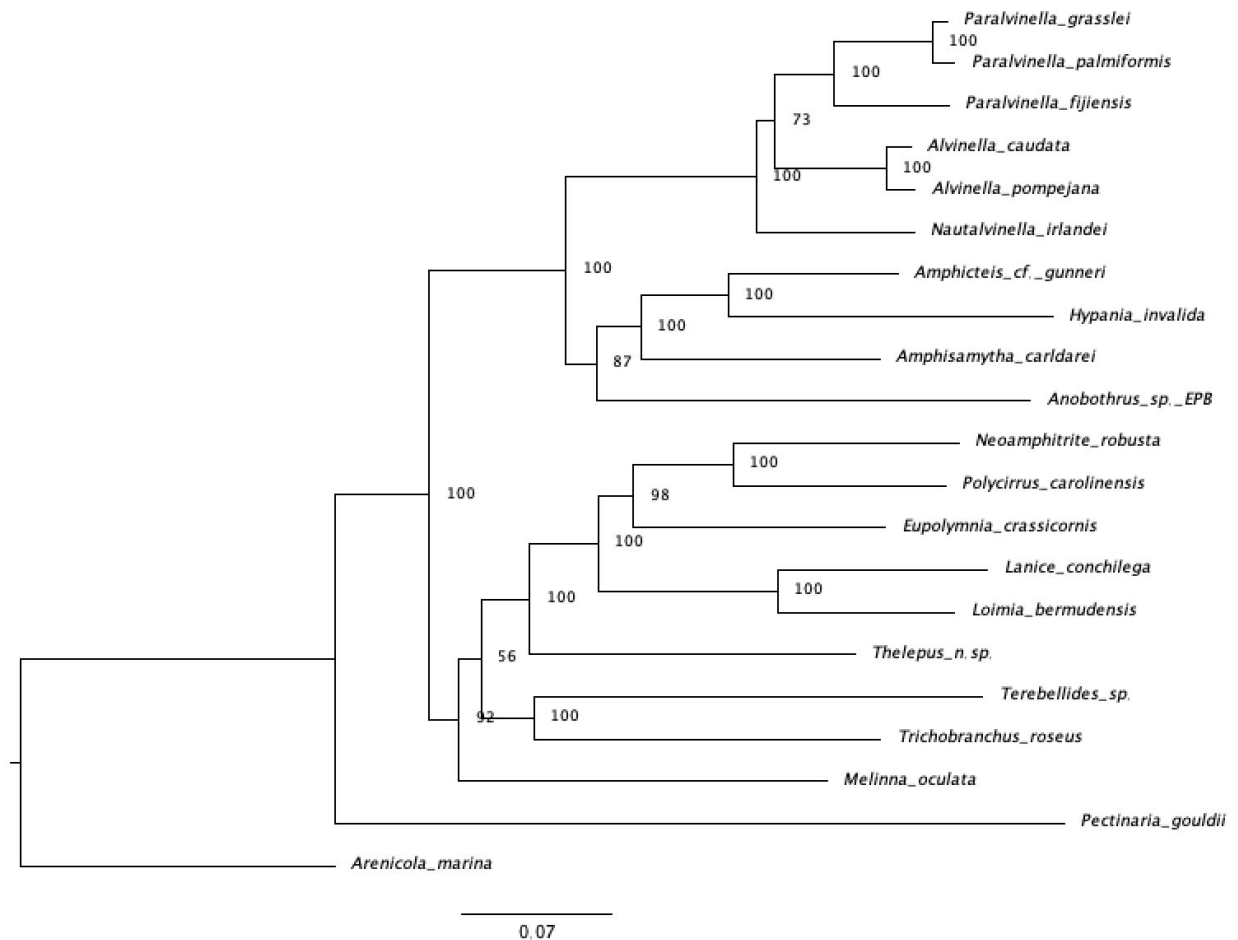 Paralvinella_grasslei
100
Paralvinella_palmiformis
100
Paralvinella_fijiensis
73
Alvinella_caudata
100
100
Alvinella_pompejana
Nautalvinella_irlandei
100
Amphicteis_cf._gunneri
100
Hypania_invalida
100
Amphisamytha_carldarei
87
Anobothrus_sp._EPB
Neoamphitrite_robusta
100
Polycirrus_carolinensis
100
98
Eupolymnia_crassicornis
100
Lanice_conchilega
100
100
Loimia_bermudensis
Thelepus_n.sp.
56
Terebellides_sp.
92
100
Trichobranchus_roseus
Melinna_oculata
Pectinaria_gouldii
Arenicola_marina
0.07